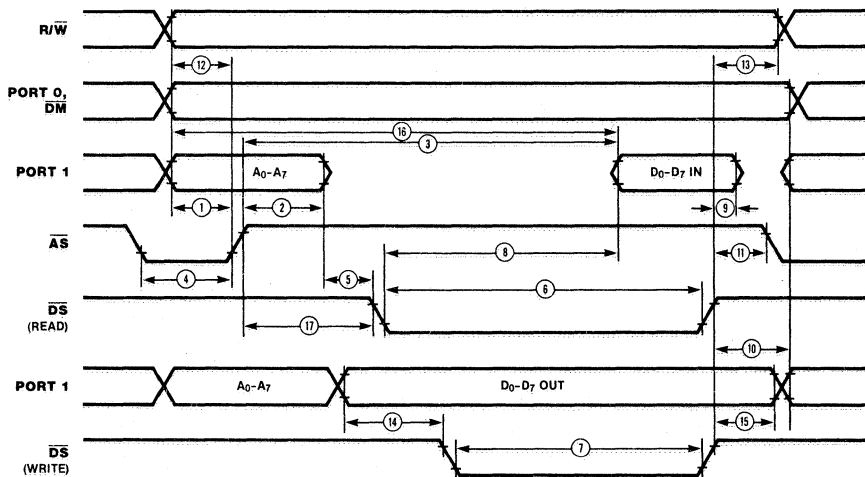 R/W̅
12
13
PORT 0,
D̅M̅
16
3
PORT 1
A₀-A₇
D₀-D₇ IN
1
2
9
A̅S̅
8
11
4
5
6
D̅S̅
(READ)
17
10
PORT 1
A₀-A₇
D₀-D₇ OUT
14
15
7
D̅S̅
(WRITE)